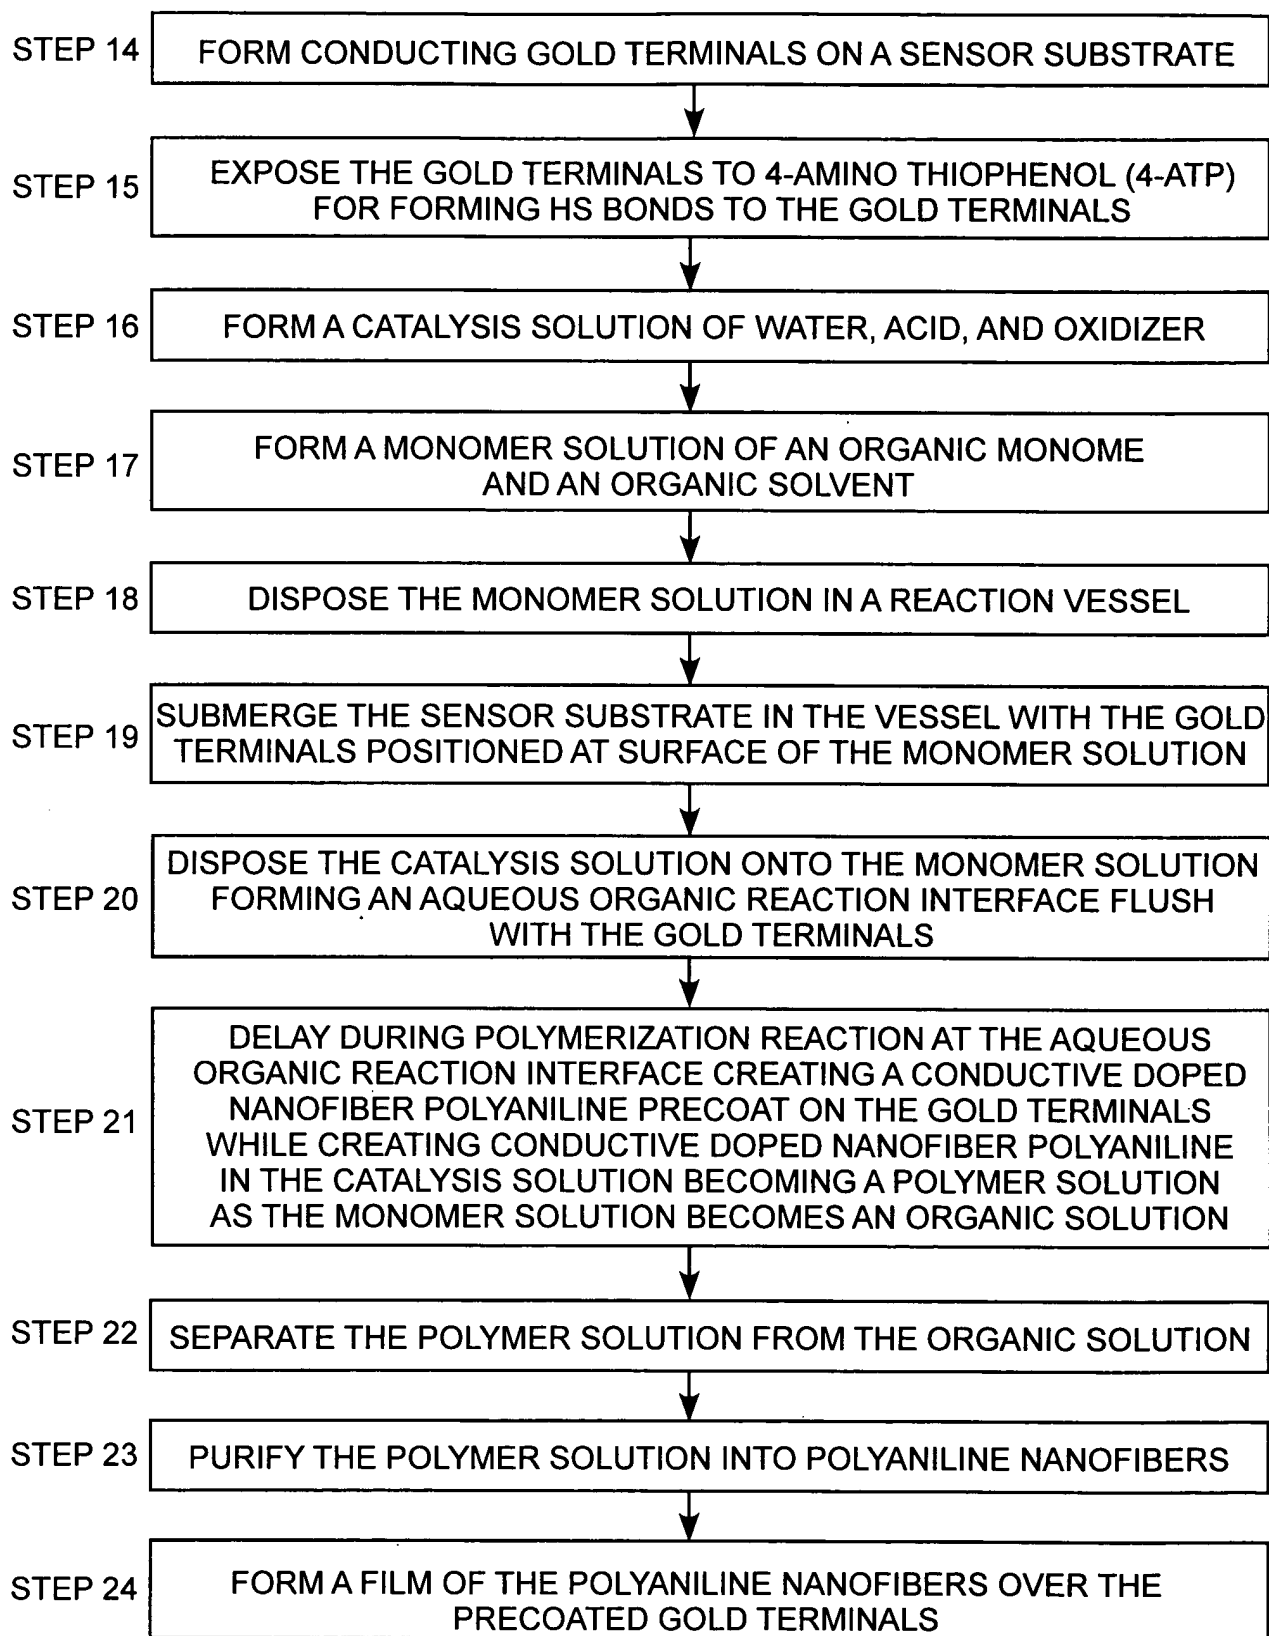 STEP 14
FORM CONDUCTING GOLD TERMINALS ON A SENSOR SUBSTRATE
STEP 15
EXPOSE THE GOLD TERMINALS TO 4-AMINO THIOPHENOL (4-ATP)
FOR FORMING HS BONDS TO THE GOLD TERMINALS
STEP 16
FORM A CATALYSIS SOLUTION OF WATER, ACID, AND OXIDIZER
STEP 17
FORM A MONOMER SOLUTION OF AN ORGANIC MONOME
AND AN ORGANIC SOLVENT
STEP 18
DISPOSE THE MONOMER SOLUTION IN A REACTION VESSEL
STEP 19
SUBMERGE THE SENSOR SUBSTRATE IN THE VESSEL WITH THE GOLD
TERMINALS POSITIONED AT SURFACE OF THE MONOMER SOLUTION
STEP 20
DISPOSE THE CATALYSIS SOLUTION ONTO THE MONOMER SOLUTION
FORMING AN AQUEOUS ORGANIC REACTION INTERFACE FLUSH
WITH THE GOLD TERMINALS
STEP 21
DELAY DURING POLYMERIZATION REACTION AT THE AQUEOUS
ORGANIC REACTION INTERFACE CREATING A CONDUCTIVE DOPED
NANOFIBER POLYANILINE PRECOAT ON THE GOLD TERMINALS
WHILE CREATING CONDUCTIVE DOPED NANOFIBER POLYANILINE
IN THE CATALYSIS SOLUTION BECOMING A POLYMER SOLUTION
AS THE MONOMER SOLUTION BECOMES AN ORGANIC SOLUTION
STEP 22
SEPARATE THE POLYMER SOLUTION FROM THE ORGANIC SOLUTION
STEP 23
PURIFY THE POLYMER SOLUTION INTO POLYANILINE NANOFIBERS
STEP 24
FORM A FILM OF THE POLYANILINE NANOFIBERS OVER THE
PRECOATED GOLD TERMINALS